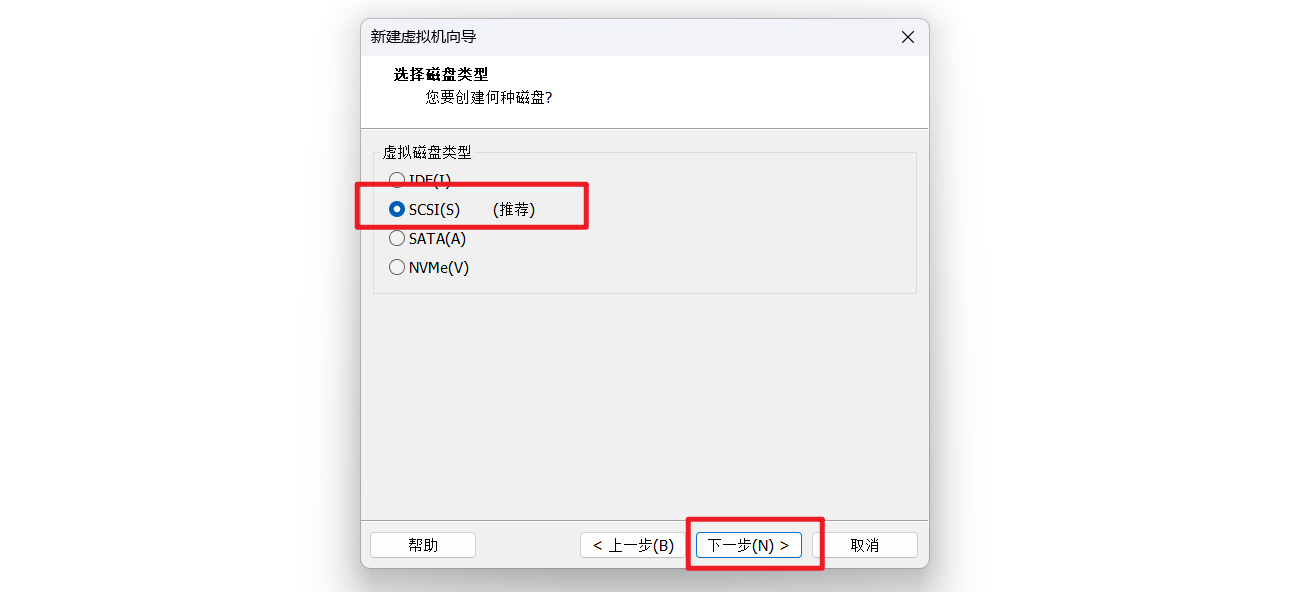 新建虚拟机向导
选择磁盘类型
您要创建何种磁盘?
虚拟磁盘类型
IDE(I)
SCSI(S) (推荐)
SATA(A)
NVMe(V)
帮助 < 上一步(B) 下一步(N) > 取消